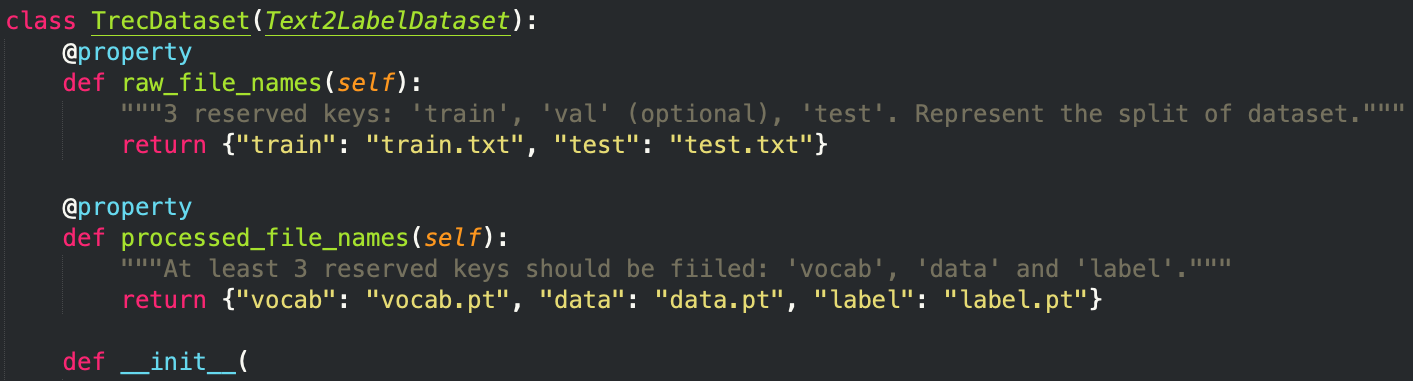 class TrecDataset(Text2LabelDataset):
    @property
    def raw_file_names(self):
        """3 reserved keys: 'train', 'val' (optional), 'test'. Represent the split of dataset."""
        return {"train": "train.txt", "test": "test.txt"}

    @property
    def processed_file_names(self):
        """At least 3 reserved keys should be fiiled: 'vocab', 'data' and 'label'."""
        return {"vocab": "vocab.pt", "data": "data.pt", "label": "label.pt"}

    def __init__(